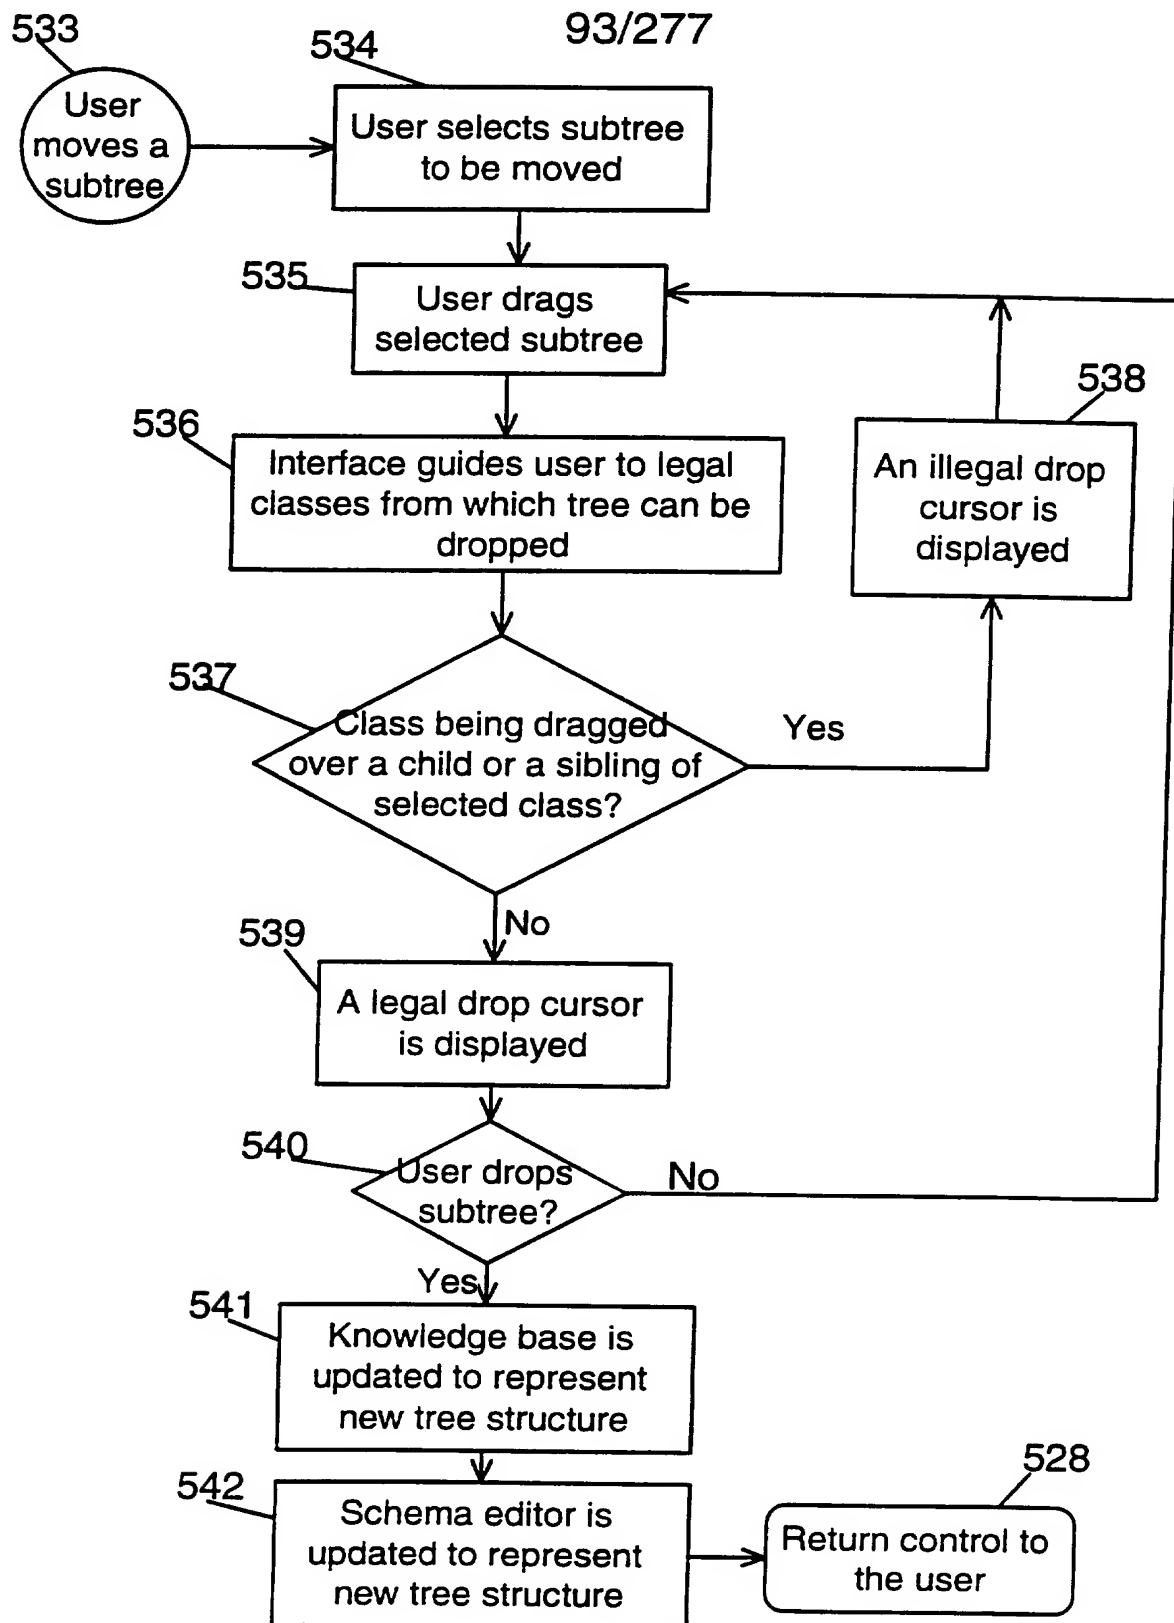 93/277
533
User
moves a
subtree
534
User selects subtree
to be moved
535
User drags
selected subtree
536
Interface guides user to legal
classes from which tree can be
dropped
538
An illegal drop
cursor is
displayed
537
Class being dragged
over a child or a sibling of
selected class?
Yes
No
539
A legal drop cursor
is displayed
540
User drops
subtree?
No
Yes
541
Knowledge base is
updated to represent
new tree structure
542
Schema editor is
updated to represent
new tree structure
528
Return control to
the user